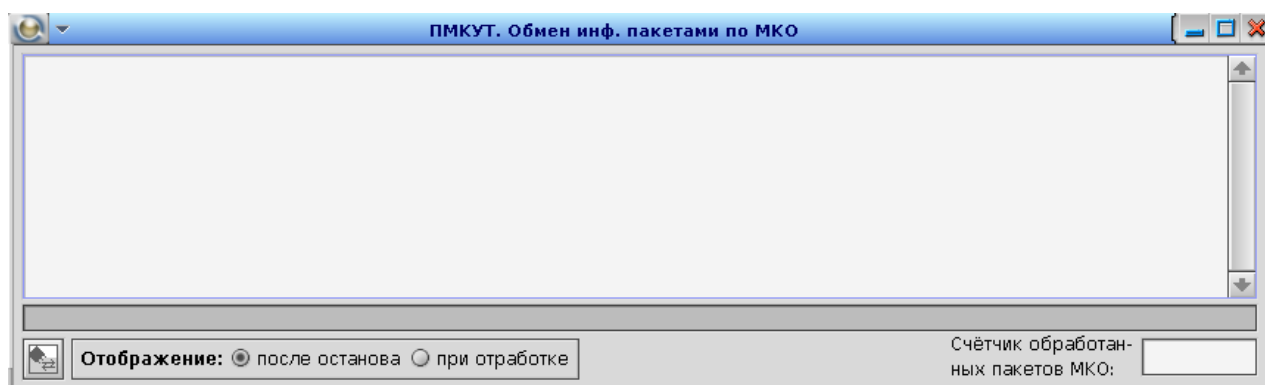 ПМКУТ. Обмен инф. пакетами по МКО
Отображение: после останова при отработке
Счётчик обработан-
ных пакетов МКО: